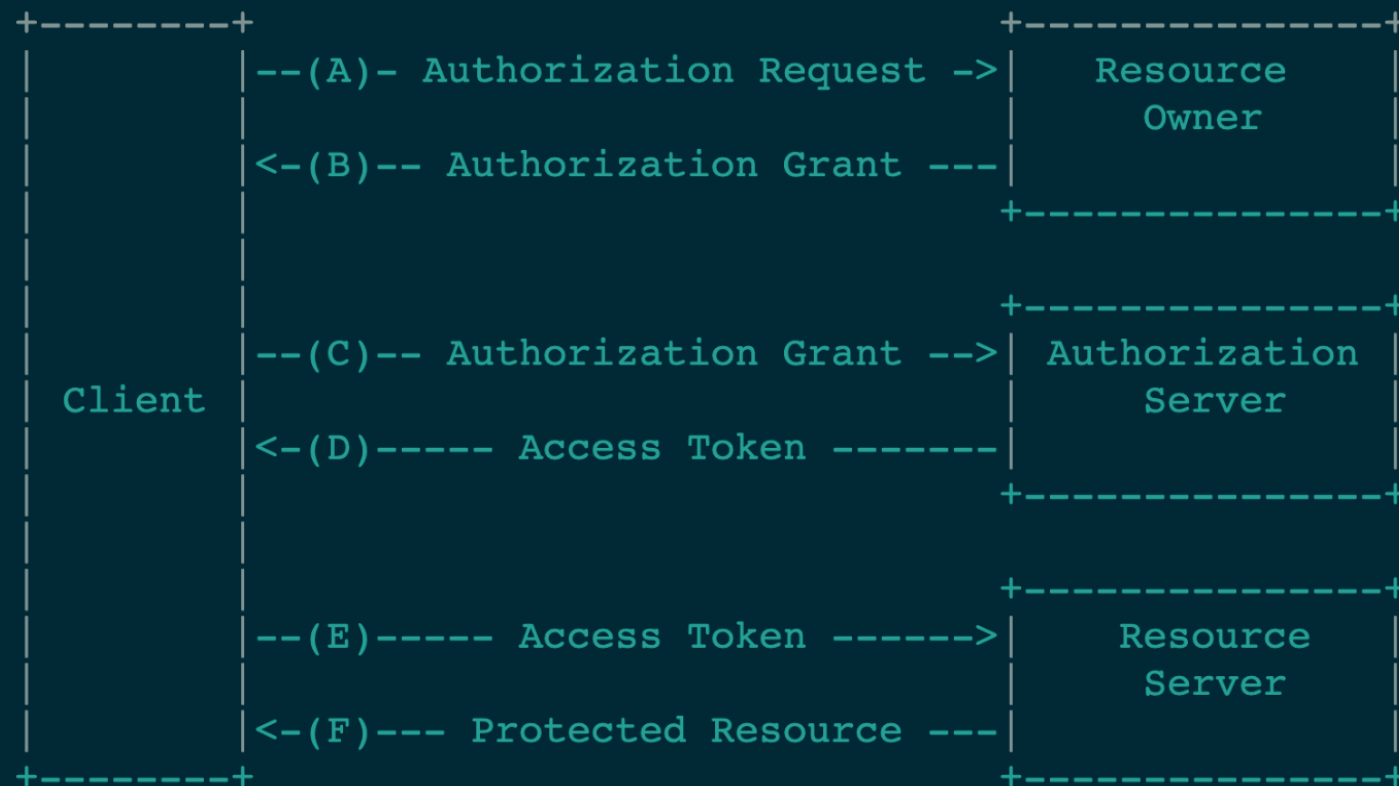 +--------+                               +---------------+
|        |--(A)- Authorization Request ->|   Resource    |
|        |                               |     Owner     |
|        |<-(B)-- Authorization Grant ---|               |
|        |                               +---------------+
|        |
|        |                               +---------------+
|        |--(C)-- Authorization Grant -->| Authorization |
| Client |                               |     Server    |
|        |<-(D)----- Access Token -------|               |
|        |                               +---------------+
|        |
|        |                               +---------------+
|        |--(E)----- Access Token ------>|    Resource   |
|        |                               |     Server    |
|        |<-(F)--- Protected Resource ---|               |
+--------+                               +---------------+